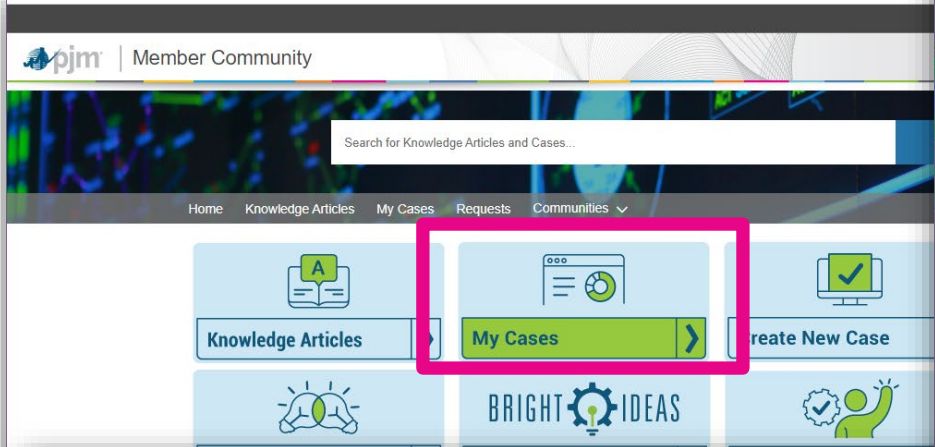 pjm
Member Community
Search for Knowledge Articles and Cases...
Home Knowledge Articles My Cases Requests Communities
A
Knowledge Articles
My Cases
reate New Case
BRIGHT IDEAS